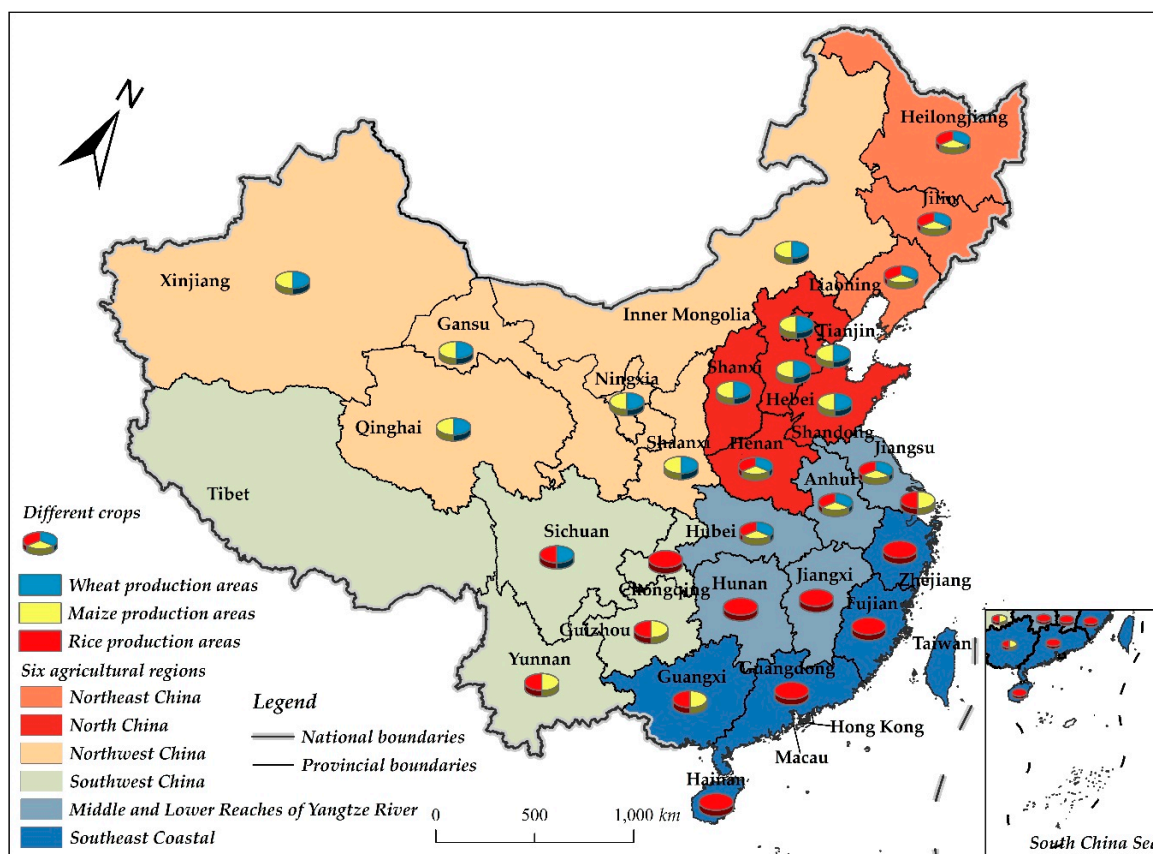 N
Heilongjiang
Jilin
Liaoning
Xinjiang
Gansu
Inner Mongolia
Tianjin
Ningxia
Shanxi
Hebei
Qinghai
Shandong
Shaanxi
Henan
Jiangsu
Tibet
Anhui
Sichuan
Hubei
Chongqing
Hunan
Jiangxi
Zhejiang
Guizhou
Fujian
Taiwan
Yunnan
Guangxi
Guangdong
Hong Kong
Macau
Hainan
Different crops
Wheat production areas
Maize production areas
Rice production areas
Six agricultural regions
Northeast China
North China
Northwest China
Southwest China
Middle and Lower Reaches of Yangtze River
Southeast Coastal
Legend
National boundaries
Provincial boundaries
0 500 1,000 km
South China Sea